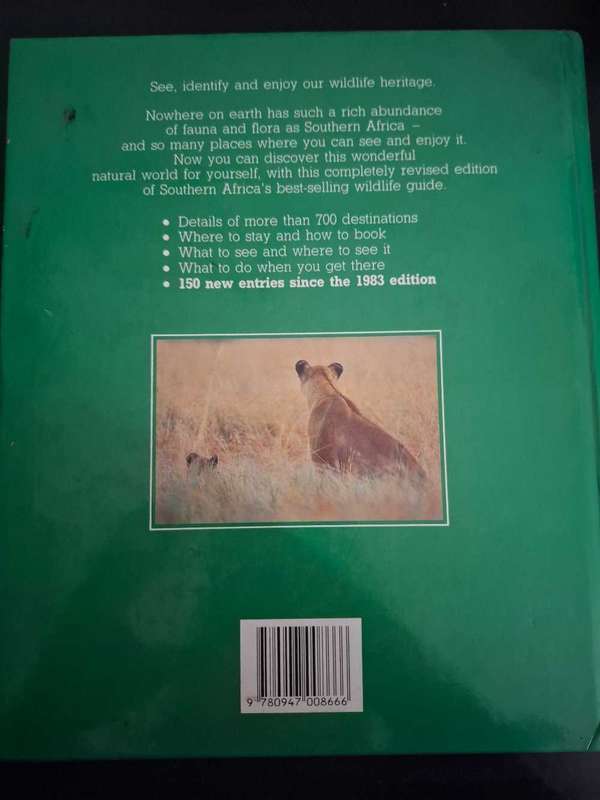 See, identify and enjoy our wildlife heritage.
Nowhere on earth has such a rich abundance
of fauna and flora as Southern Africa –
and so many places where you can see and enjoy it.
Now you can discover this wonderful
natural world for yourself, with this completely revised edition
of Southern Africa's best-selling wildlife guide.
• Details of more than 700 destinations
• Where to stay and how to book
• What to see and where to see it
• What to do when you get there
• 150 new entries since the 1983 edition
9 780947 008666